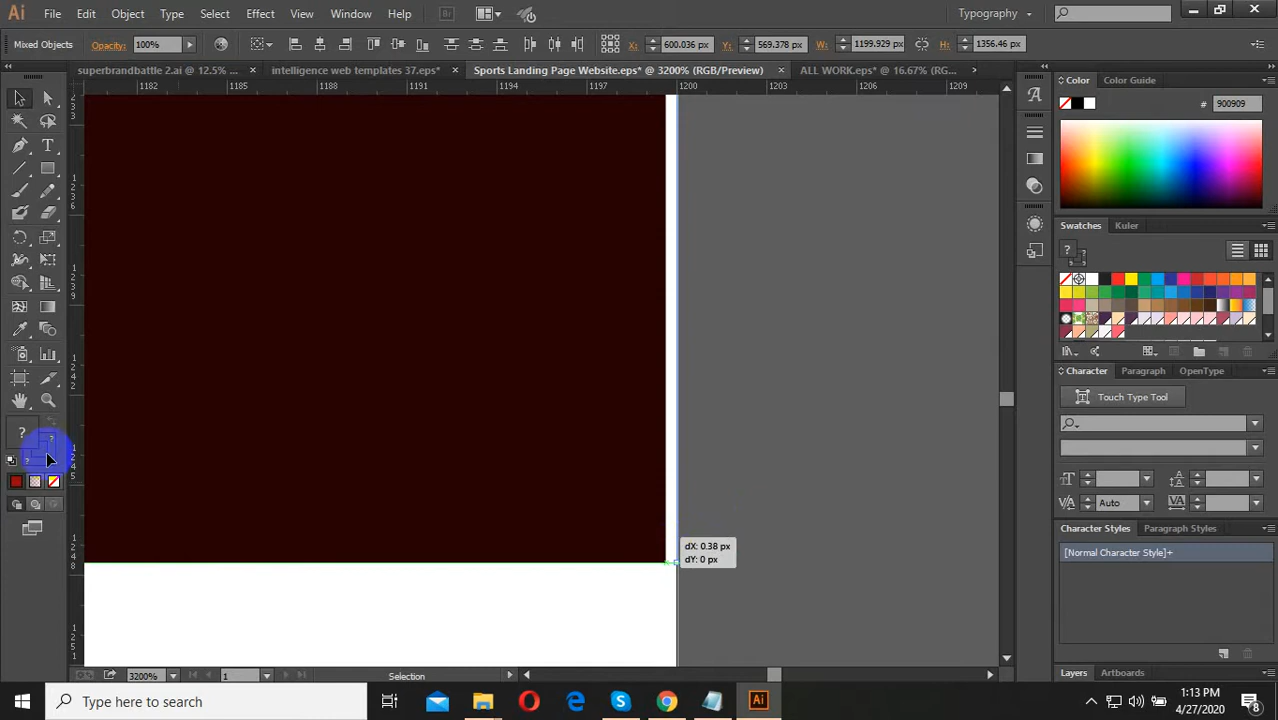 Ai File Edit Object Type Select Effect View Window Help Br Typography
Mixed Objects Opacity: 100% X: 600.036 px Y: 569.378 px W: 1199.929 px H: 1356.46 px
superbrandbattle 2.ai @ 12.5% ... × intelligence web templates 37.eps* × Sports Landing Page Website.eps* @ 3200% (RGB/Preview) × ALL WORK.eps* @ 16.67% (RG...
1182 1185 1188 1191 1194 1197 1200 1203 1206 1209
Color Color Guide
# 900909
Swatches Kuler
Character Paragraph OpenType
Touch Type Tool
Auto
Character Styles Paragraph Styles
[Normal Character Style]+
dX: 0.38 px
dY: 0 px
Layers Artboards
3200% 1 Selection
Type here to search
1:13 PM
4/27/2020
8